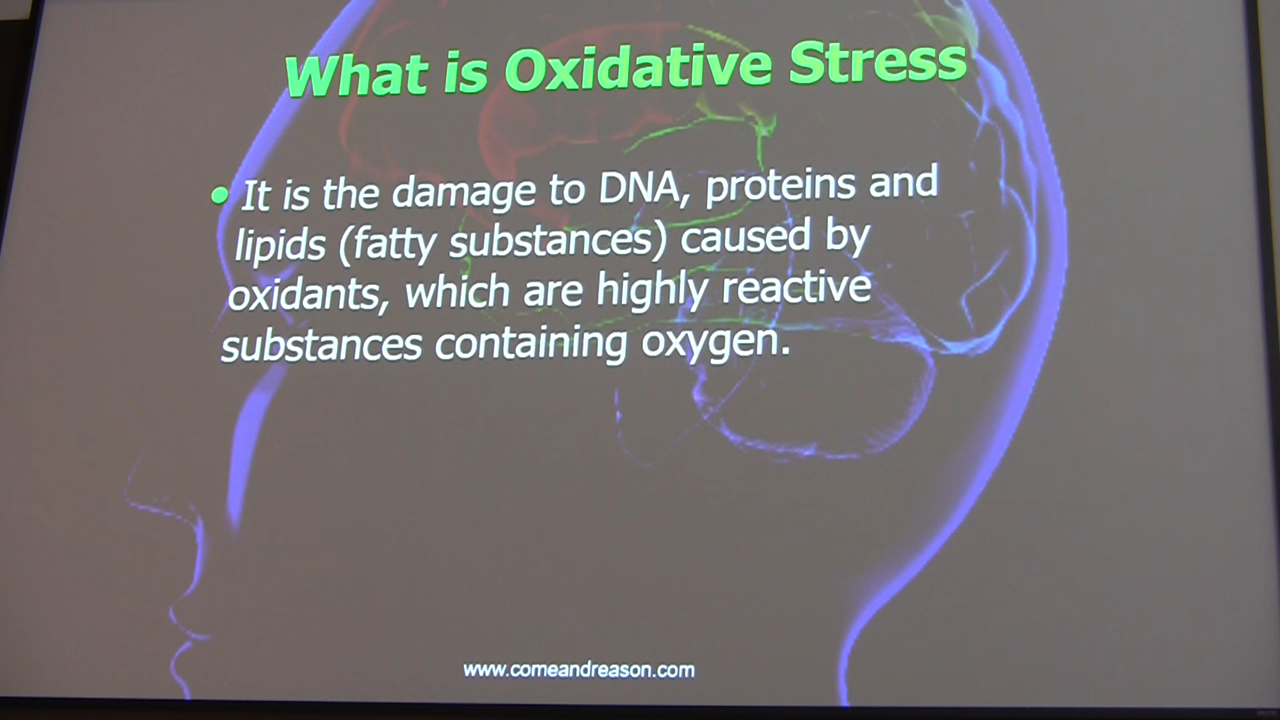 What is Oxidative Stress
• It is the damage to DNA, proteins and
lipids (fatty substances) caused by
oxidants, which are highly reactive
substances containing oxygen.
www.comeandreason.com